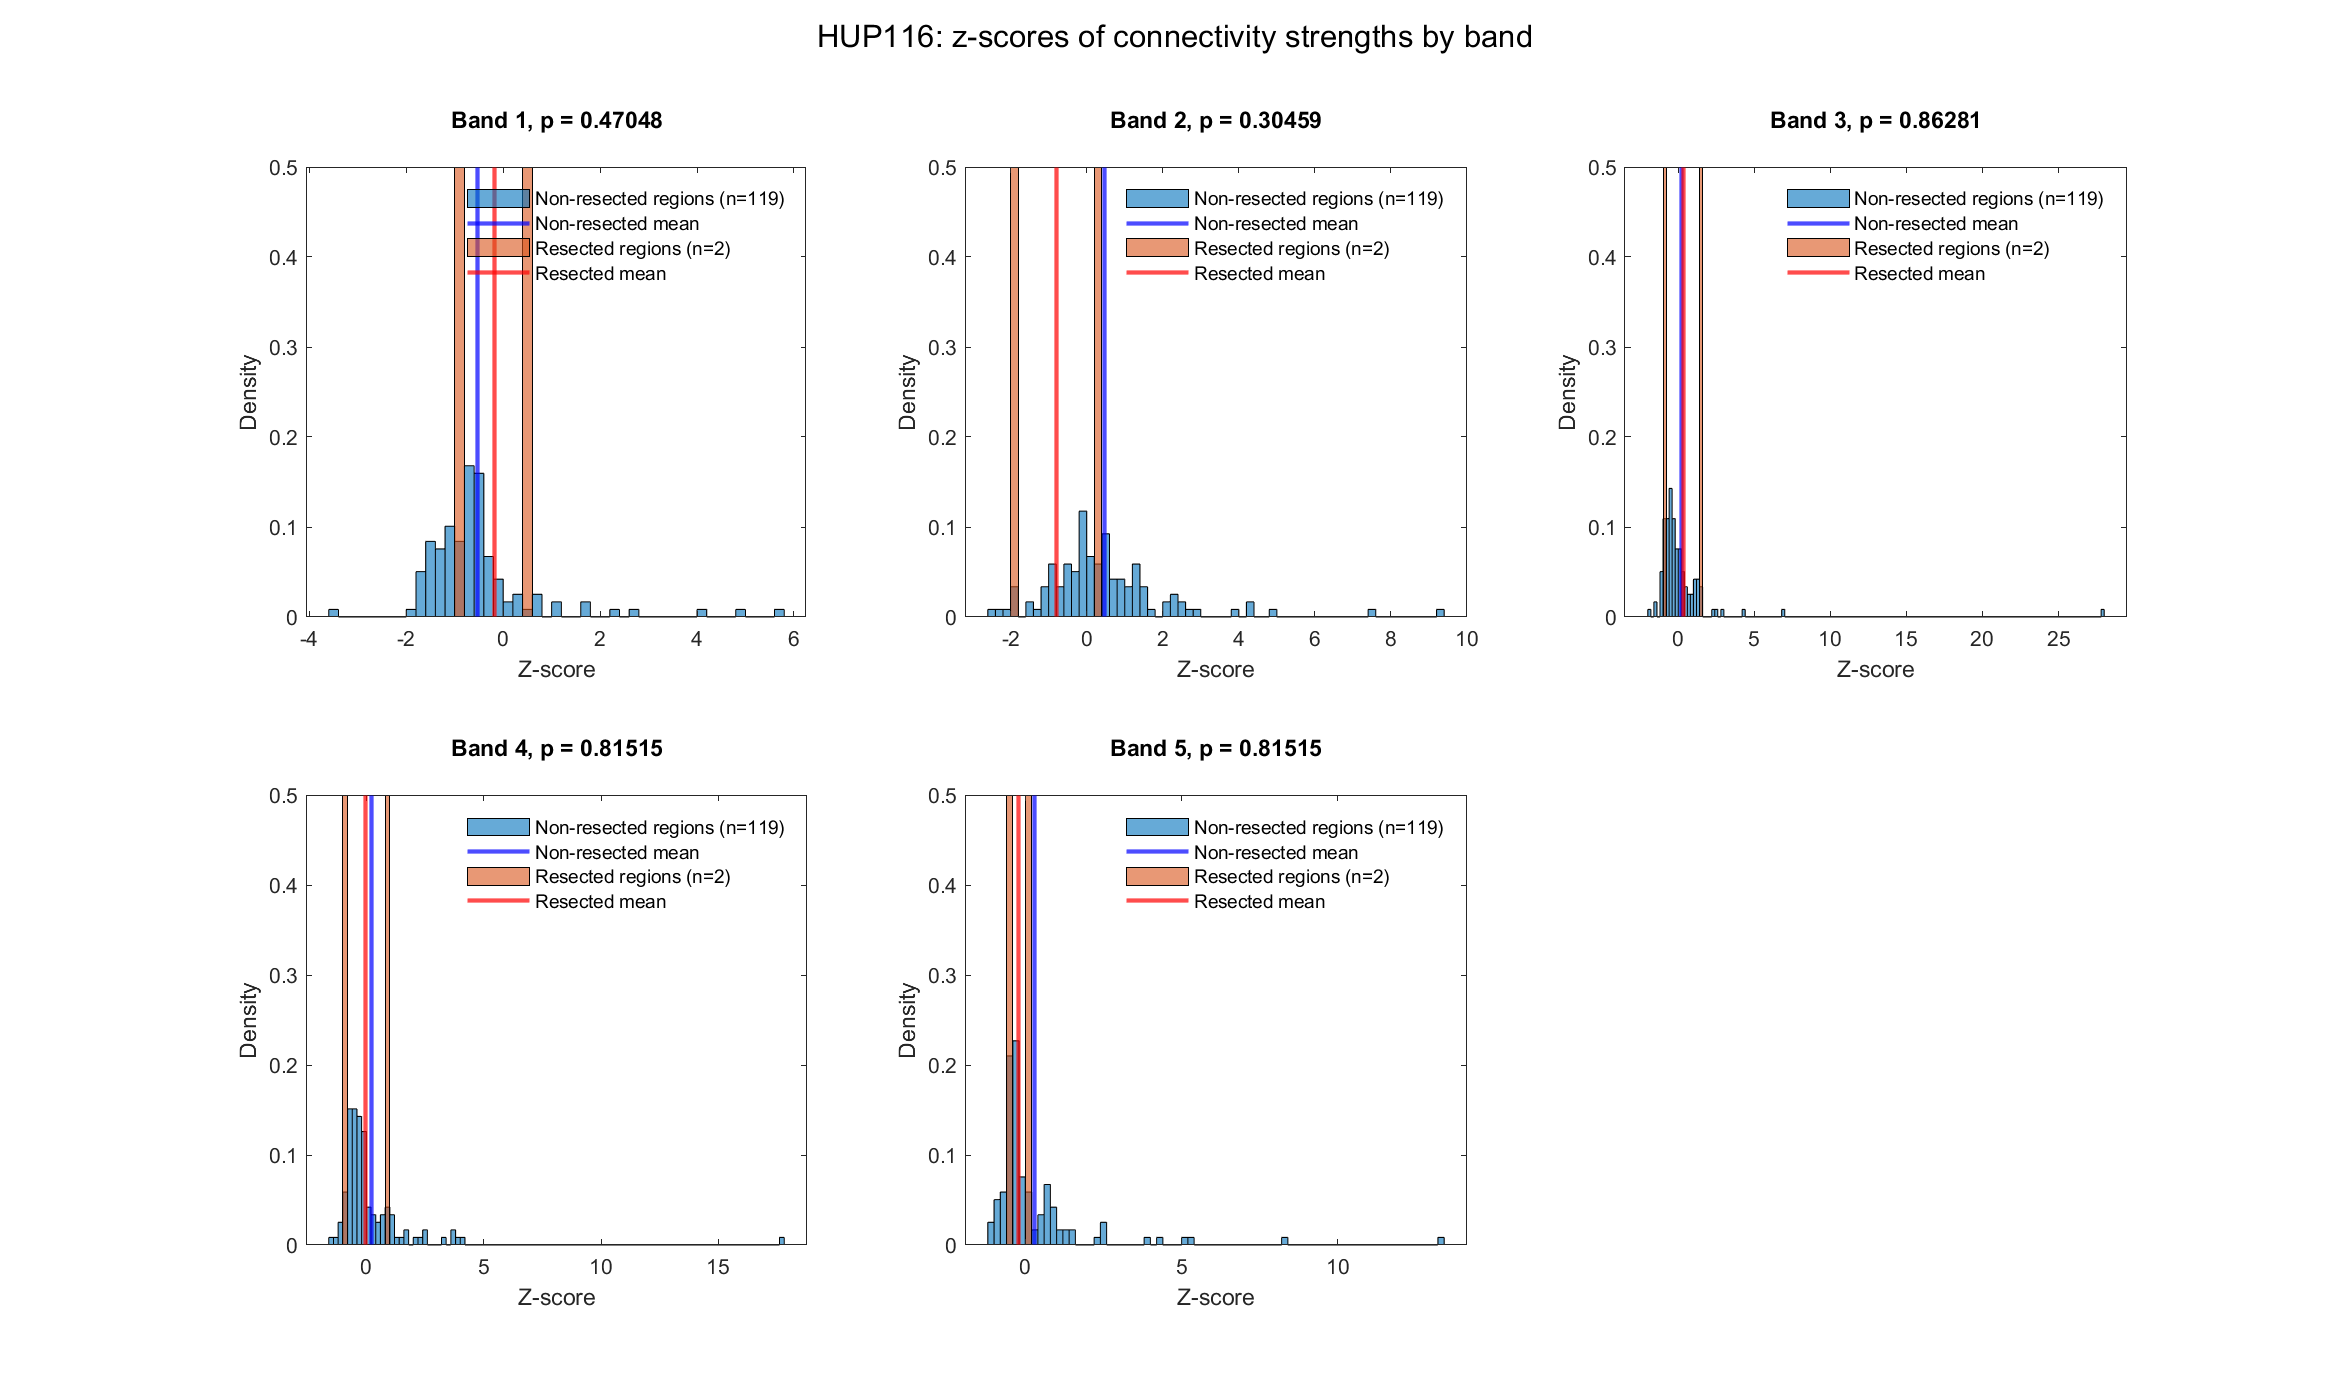 HUP116: z-scores of connectivity strengths by band
Band 1, p = 0.47048
0.5
0.4
0.3
0.2
0.1
0
Density
-4 -2 0 2 4 6
Z-score
Non-resected regions (n=119)
Non-resected mean
Resected regions (n=2)
Resected mean
Band 2, p = 0.30459
0.5
0.4
0.3
0.2
0.1
0
Density
-2 0 2 4 6 8 10
Z-score
Non-resected regions (n=119)
Non-resected mean
Resected regions (n=2)
Resected mean
Band 3, p = 0.86281
0.5
0.4
0.3
0.2
0.1
0
Density
0 5 10 15 20 25
Z-score
Non-resected regions (n=119)
Non-resected mean
Resected regions (n=2)
Resected mean
Band 4, p = 0.81515
0.5
0.4
0.3
0.2
0.1
0
Density
0 5 10 15
Z-score
Non-resected regions (n=119)
Non-resected mean
Resected regions (n=2)
Resected mean
Band 5, p = 0.81515
0.5
0.4
0.3
0.2
0.1
0
Density
0 5 10
Z-score
Non-resected regions (n=119)
Non-resected mean
Resected regions (n=2)
Resected mean